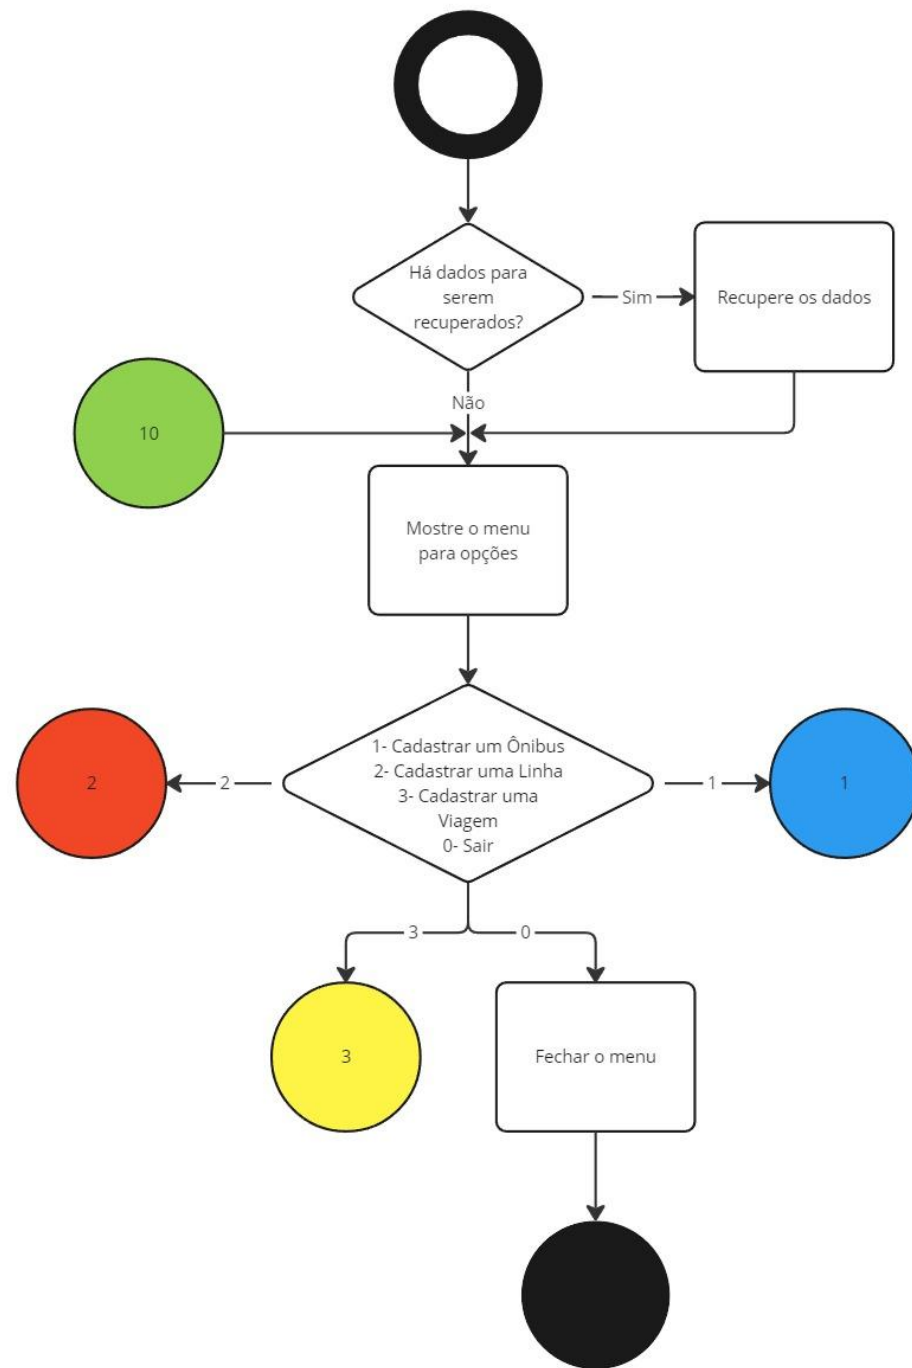 Há dados para
serem
recuperados?
Sim
Recupere os dados
Não
10
Mostre o menu
para opções
1- Cadastrar um Ônibus
2- Cadastrar uma Linha
3- Cadastrar uma
Viagem
0- Sair
2
2
1
1
3
0
3
Fechar o menu